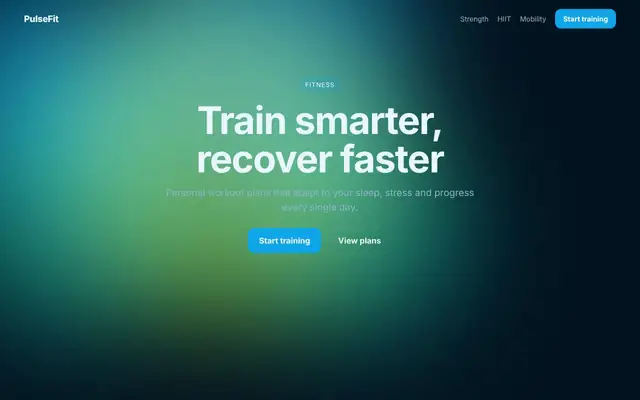 PulseFit
Strength HIIT Mobility Start training
FITNESS
Train smarter,
recover faster
Personal workout plans that adapt to your sleep, stress and progress
every single day.
Start training View plans